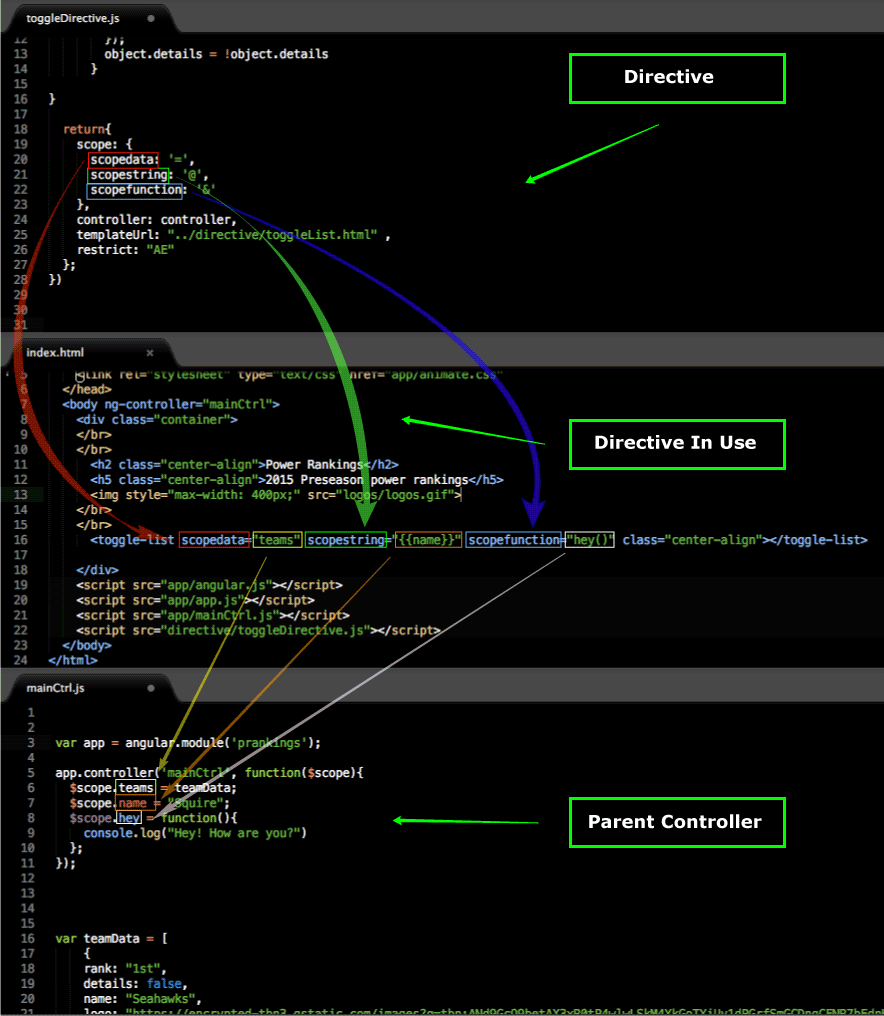 toggleDirective.js
12 });
13 object.details = !object.details
14 }
15
16 }
17
18 return{
19 scope: {
20 scopedata: '=',
21 scopestring: '@',
22 scopefunction: '&'
23 },
24 controller: controller,
25 templateUrl: "../directive/toggleList.html" ,
26 restrict: "AE"
27 };
28 })
29
30
31
Directive
index.html
5 <link rel="stylesheet" type="text/css" href="app/animate.css"
6 </head>
7 <body ng-controller="mainCtrl">
8 <div class="container">
9 </br>
10 </br>
11 <h2 class="center-align">Power Rankings</h2>
12 <h5 class="center-align">2015 Preseason power rankings</h5>
13 <img style="max-width: 400px;" src="logos/logos.gif">
14 </br>
15 </br>
16 <toggle-list scopedata="teams" scopestring="{{name}}" scopefunction="hey()" class="center-align"></toggle-list>
17
18 </div>
19 <script src="app/angular.js"></script>
20 <script src="app/app.js"></script>
21 <script src="app/mainCtrl.js"></script>
22 <script src="directive/toggleDirective.js"></script>
23 </body>
24 </html>
Directive In Use
mainCtrl.js
1
2
3 var app = angular.module('prankings');
4
5 app.controller('mainCtrl', function($scope){
6 $scope.teams = teamData;
7 $scope.name = "Squire";
8 $scope.hey = function(){
9 console.log("Hey! How are you?")
10 };
11 });
12
13
14
15
16 var teamData = [
17 {
18 rank: "1st",
19 details: false,
20 name: "Seahawks",
21
Parent Controller